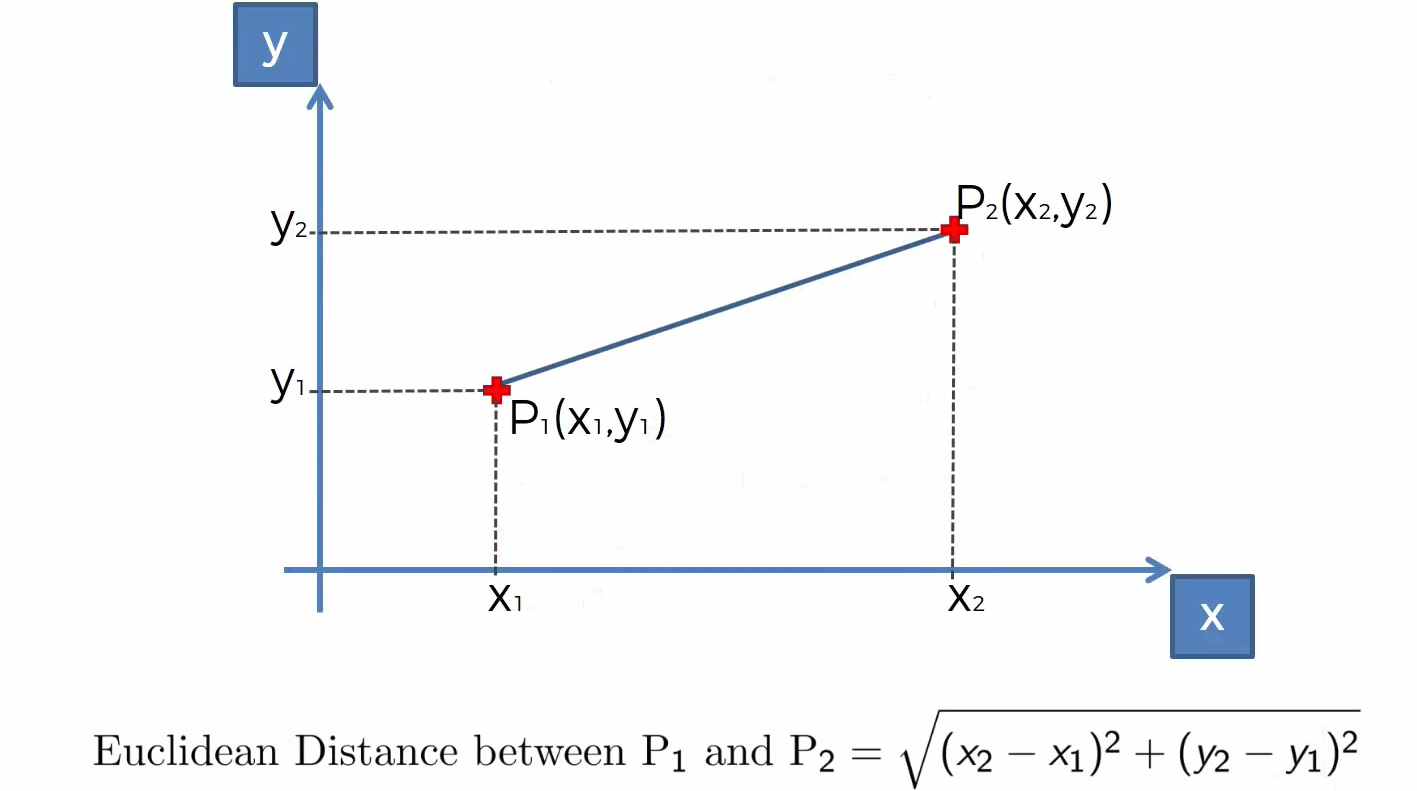 y
P₂(x₂,y₂)
y₂
y₁
P₁(x₁,y₁)
x₁
x₂
x
Euclidean Distance between P₁ and P₂ = √((x₂ − x₁)² + (y₂ − y₁)²)